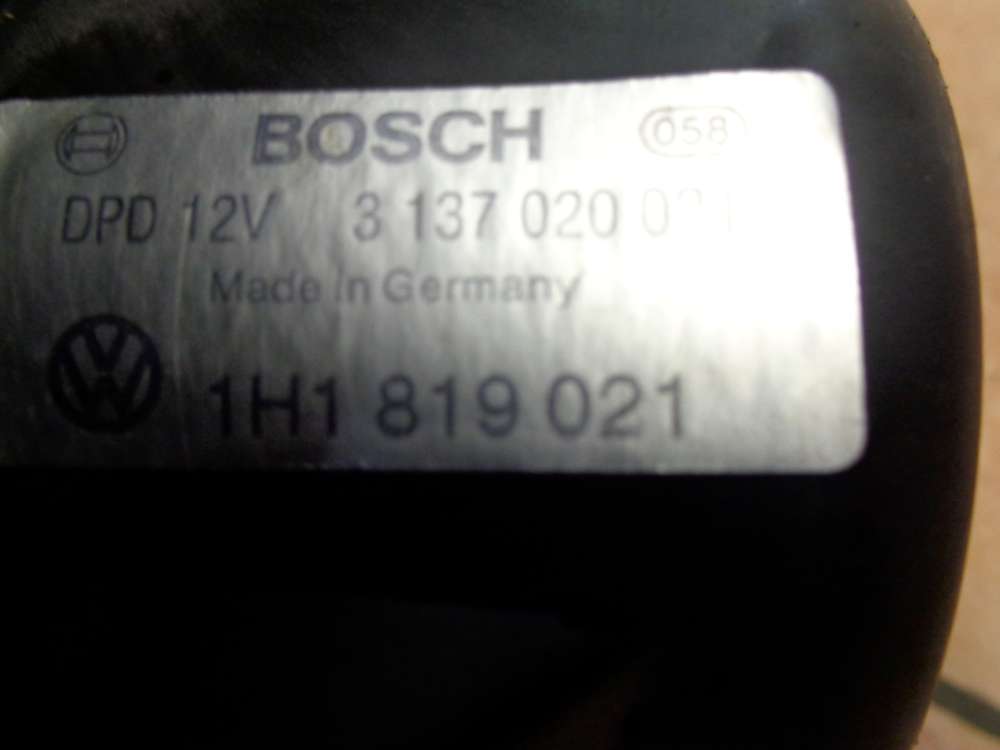 BOSCH 058
DPD 12V 3 137 020
Made in Germany
1H1 819 021